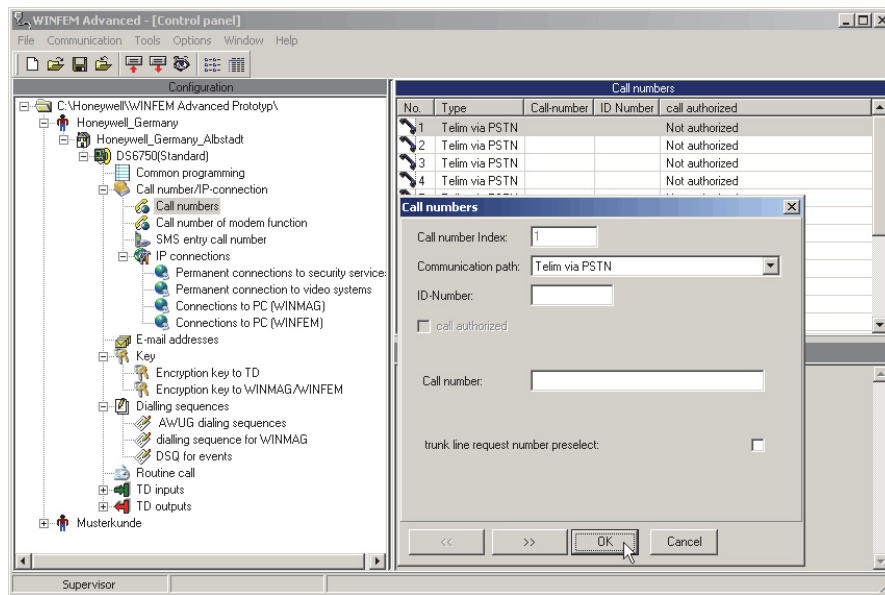 WINFEM Advanced - [Control panel]
File Communication Tools Options Window Help
Configuration
C:\Honeywell\WINFEM Advanced Prototyp\
Honeywell_Germany
Honeywell_Germany_Albstadt
DS6750(Standard)
Common programming
Call number/IP-connection
Call numbers
Call number of modem function
SMS entry call number
IP connections
Permanent connections to security service
Permanent connection to video systems
Connections to PC (WINMAG)
Connections to PC (WINFEM)
E-mail addresses
Key
Encryption key to TD
Encryption key to WINMAG/WINFEM
Dialling sequences
AWUG dialing sequences
dialling sequence for WINMAG
DSQ for events
Routine call
TD inputs
TD outputs
Musterkunde
Supervisor
Call numbers
No. Type Call-number ID Number call authorized
1 Telim via PSTN Not authorized
2 Telim via PSTN Not authorized
3 Telim via PSTN Not authorized
4 Telim via PSTN Not authorized
Call numbers
Call number Index: 1
Communication path: Telim via PSTN
ID-Number:
call authorized
Call number:
trunk line request number preselect:
<< >> OK Cancel